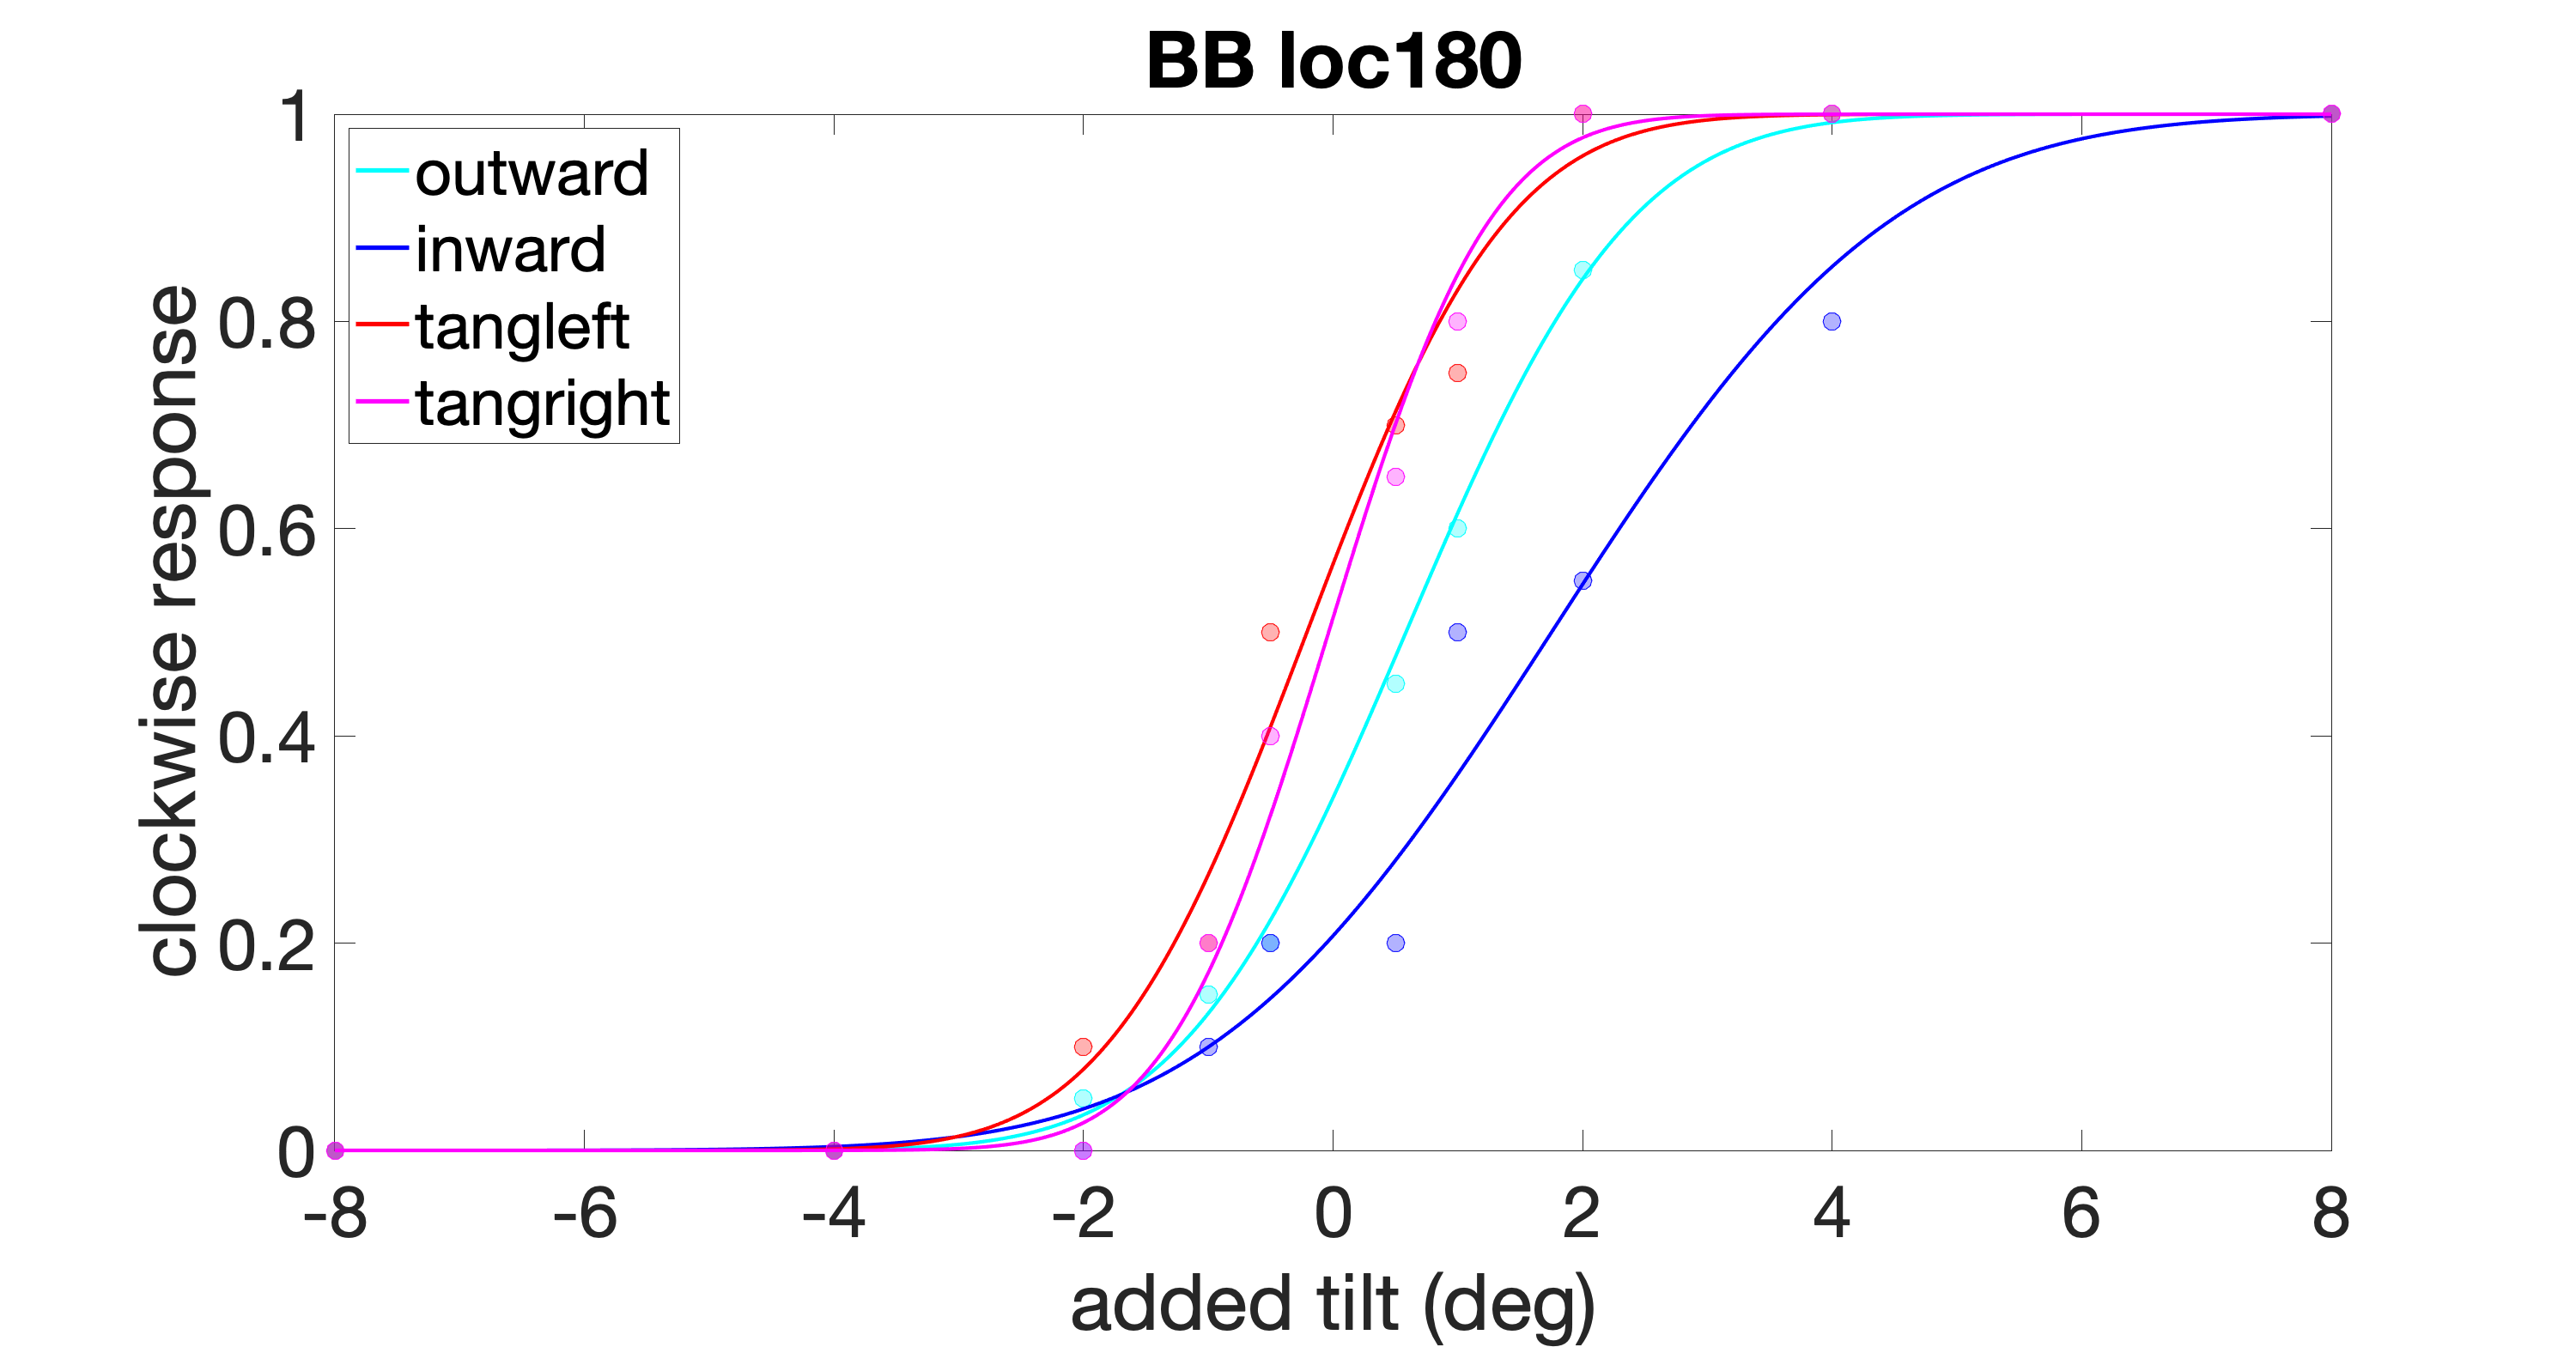 BB loc180
outward
inward
tangleft
tangright
clockwise response
1
0.8
0.6
0.4
0.2
0
-8 -6 -4 -2 0 2 4 6 8
added tilt (deg)